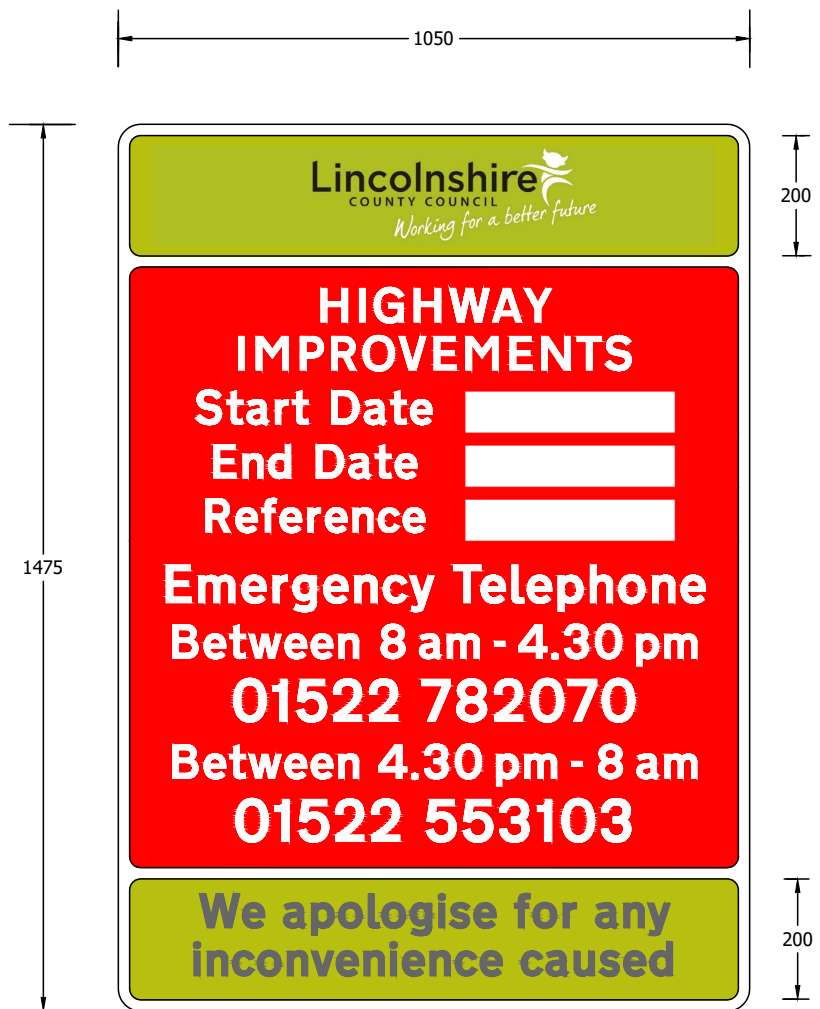 1050
200
Lincolnshire
COUNTY COUNCIL
Working for a better future
HIGHWAY
IMPROVEMENTS
Start Date
End Date
Reference
1475
Emergency Telephone
Between 8 am - 4.30 pm
01522 782070
Between 4.30 pm - 8 am
01522 553103
We apologise for any
inconvenience caused
200